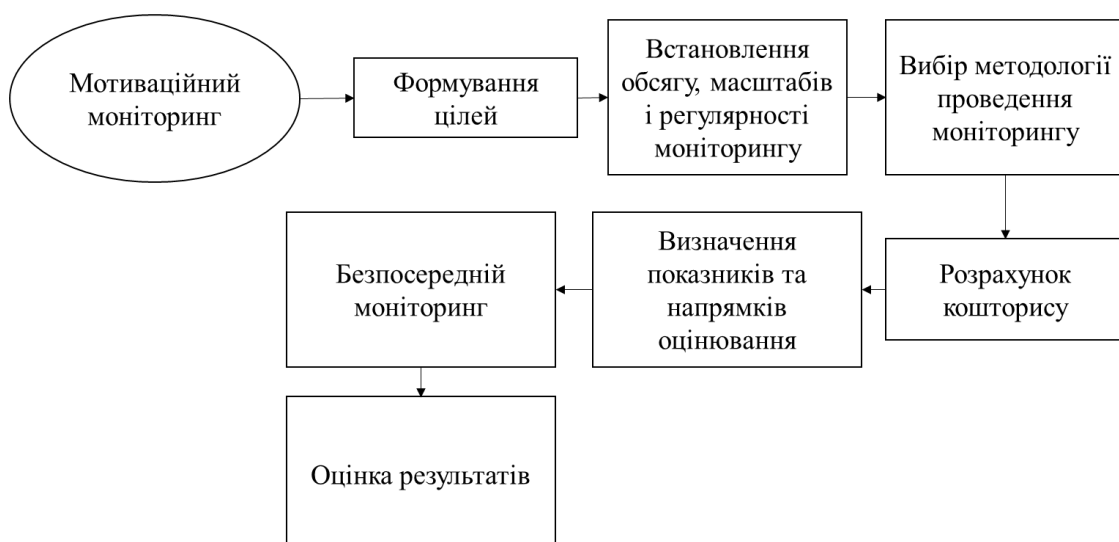 Мотиваційний
моніторинг
Формування
цілей
Встановлення
обсягу, масштабів
і регулярності
моніторингу
Вибір методології
проведення
моніторингу
Розрахунок
кошторису
Визначення
показників та
напрямків
оцінювання
Безпосередній
моніторинг
Оцінка результатів